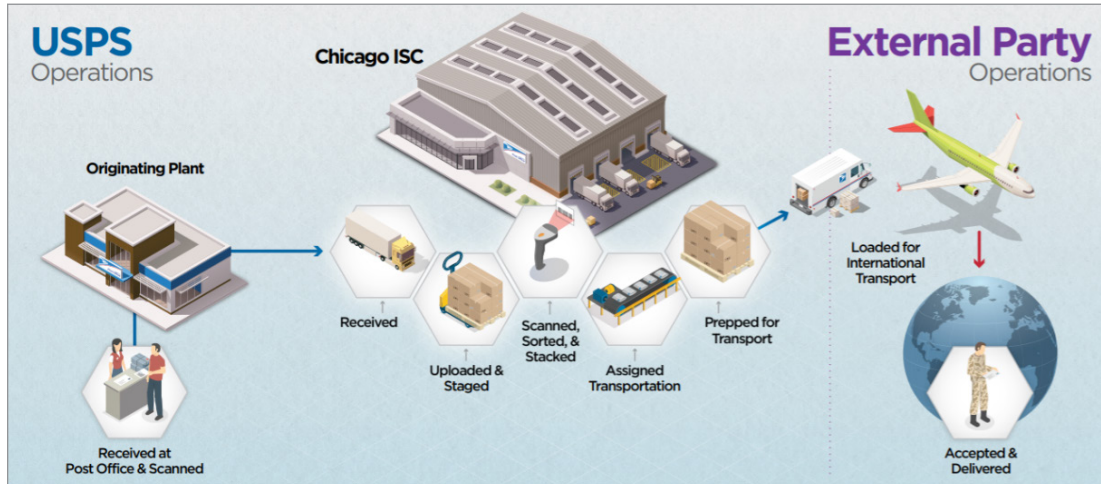 USPS
Operations
Chicago ISC
External Party
Operations
Originating Plant
Received at
Post Office & Scanned
Received
Uploaded &
Staged
Scanned,
Sorted, &
Stacked
Assigned
Transportation
Prepped for
Transport
Loaded for
International
Transport
Accepted &
Delivered